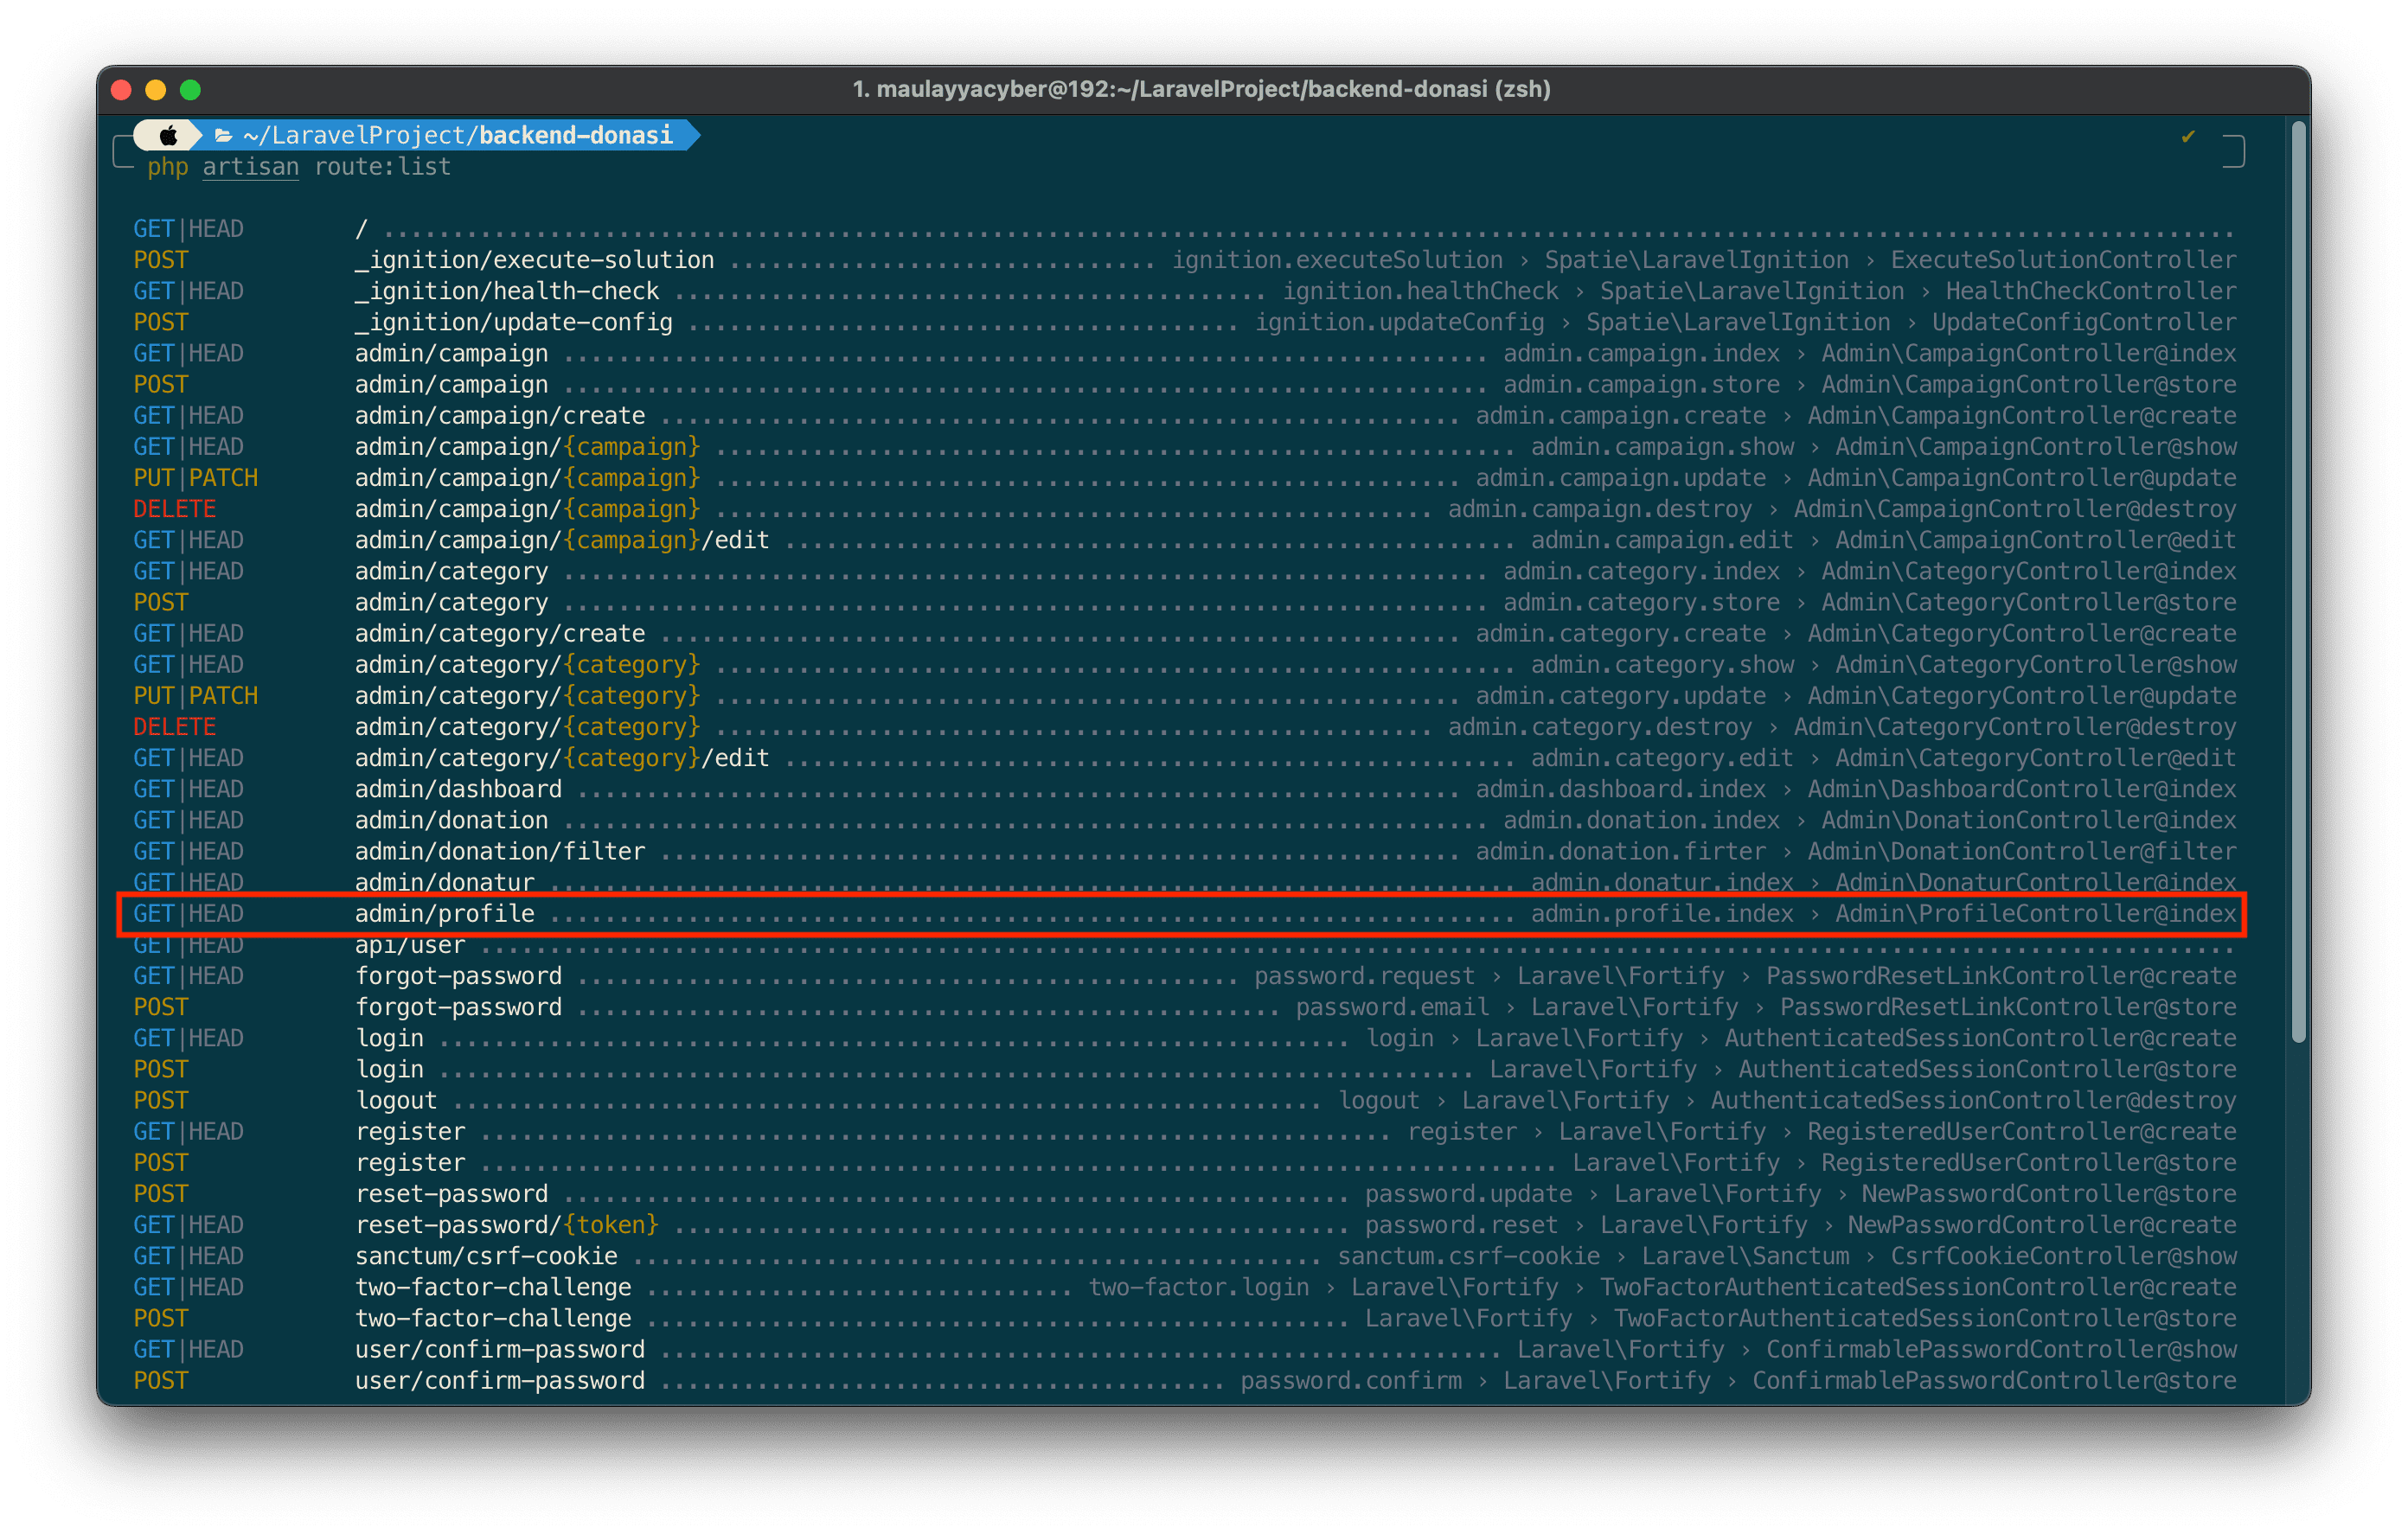 1. maulayyacyber@192:~/LaravelProject/backend-donasi (zsh)
~/LaravelProject/backend-donasi ✔
php artisan route:list
GET|HEAD / ........................................................................................................................................
POST _ignition/execute-solution ............................... ignition.executeSolution › Spatie\LaravelIgnition › ExecuteSolutionController
GET|HEAD _ignition/health-check ........................................... ignition.healthCheck › Spatie\LaravelIgnition › HealthCheckController
POST _ignition/update-config ........................................ ignition.updateConfig › Spatie\LaravelIgnition › UpdateConfigController
GET|HEAD admin/campaign ................................................................... admin.campaign.index › Admin\CampaignController@index
POST admin/campaign ................................................................... admin.campaign.store › Admin\CampaignController@store
GET|HEAD admin/campaign/create .......................................................... admin.campaign.create › Admin\CampaignController@create
GET|HEAD admin/campaign/{campaign} .......................................................... admin.campaign.show › Admin\CampaignController@show
PUT|PATCH admin/campaign/{campaign} ...................................................... admin.campaign.update › Admin\CampaignController@update
DELETE admin/campaign/{campaign} .................................................... admin.campaign.destroy › Admin\CampaignController@destroy
GET|HEAD admin/campaign/{campaign}/edit ..................................................... admin.campaign.edit › Admin\CampaignController@edit
GET|HEAD admin/category ................................................................... admin.category.index › Admin\CategoryController@index
POST admin/category ................................................................... admin.category.store › Admin\CategoryController@store
GET|HEAD admin/category/create .......................................................... admin.category.create › Admin\CategoryController@create
GET|HEAD admin/category/{category} .......................................................... admin.category.show › Admin\CategoryController@show
PUT|PATCH admin/category/{category} ...................................................... admin.category.update › Admin\CategoryController@update
DELETE admin/category/{category} .................................................... admin.category.destroy › Admin\CategoryController@destroy
GET|HEAD admin/category/{category}/edit ..................................................... admin.category.edit › Admin\CategoryController@edit
GET|HEAD admin/dashboard ................................................................ admin.dashboard.index › Admin\DashboardController@index
GET|HEAD admin/donation ................................................................... admin.donation.index › Admin\DonationController@index
GET|HEAD admin/donation/filter .......................................................... admin.donation.firter › Admin\DonationController@filter
GET|HEAD admin/donatur ...................................................................... admin.donatur.index › Admin\DonaturController@index
GET|HEAD admin/profile ...................................................................... admin.profile.index › Admin\ProfileController@index
GET|HEAD api/user ................................................................................................................................
GET|HEAD forgot-password ................................................ password.request › Laravel\Fortify › PasswordResetLinkController@create
POST forgot-password ................................................... password.email › Laravel\Fortify › PasswordResetLinkController@store
GET|HEAD login .................................................................. login › Laravel\Fortify › AuthenticatedSessionController@create
POST login ........................................................................... Laravel\Fortify › AuthenticatedSessionController@store
POST logout ............................................................... logout › Laravel\Fortify › AuthenticatedSessionController@destroy
GET|HEAD register .................................................................. register › Laravel\Fortify › RegisteredUserController@create
POST register .............................................................................. Laravel\Fortify › RegisteredUserController@store
POST reset-password ......................................................... password.update › Laravel\Fortify › NewPasswordController@store
GET|HEAD reset-password/{token} ................................................. password.reset › Laravel\Fortify › NewPasswordController@create
GET|HEAD sanctum/csrf-cookie .................................................. sanctum.csrf-cookie › Laravel\Sanctum › CsrfCookieController@show
GET|HEAD two-factor-challenge ............................... two-factor.login › Laravel\Fortify › TwoFactorAuthenticatedSessionController@create
POST two-factor-challenge ................................................... Laravel\Fortify › TwoFactorAuthenticatedSessionController@store
GET|HEAD user/confirm-password ............................................................. Laravel\Fortify › ConfirmablePasswordController@show
POST user/confirm-password ......................................... password.confirm › Laravel\Fortify › ConfirmablePasswordController@store